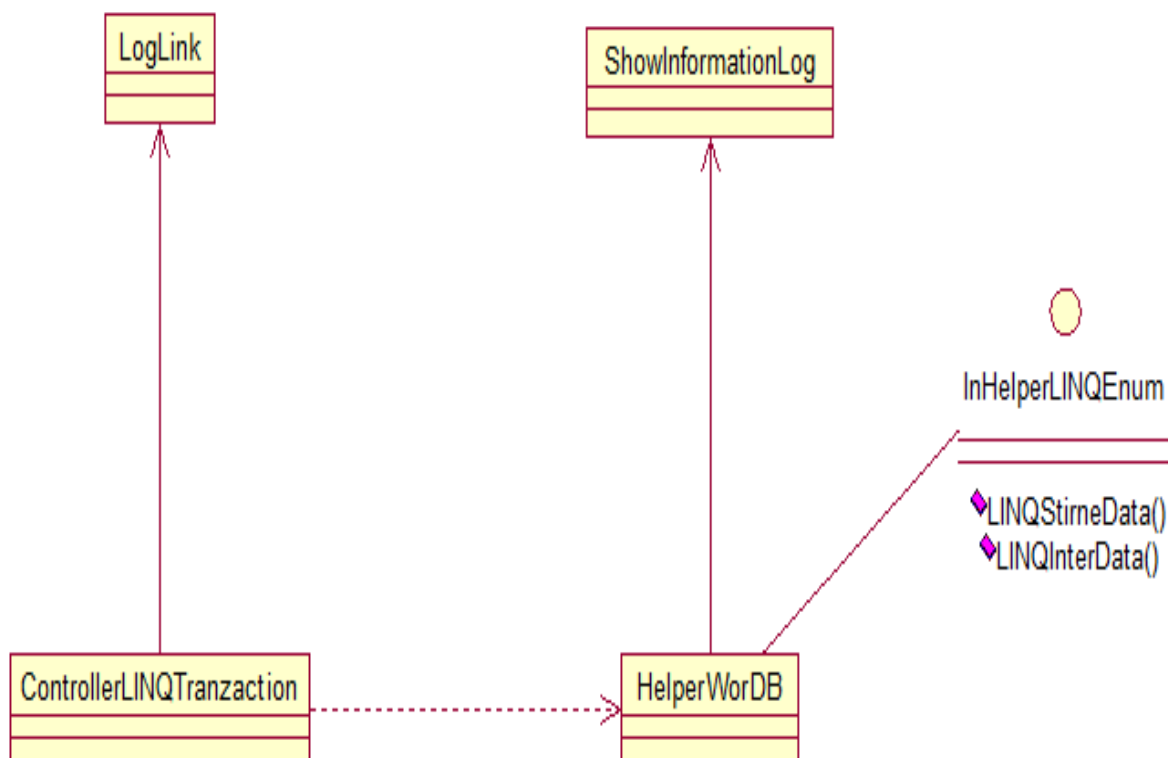 LogLink
ShowInformationLog
InHelperLINQEnum
LINQStirneData()
LINQInterData()
ControllerLINQTranzaction
HelperWorDB